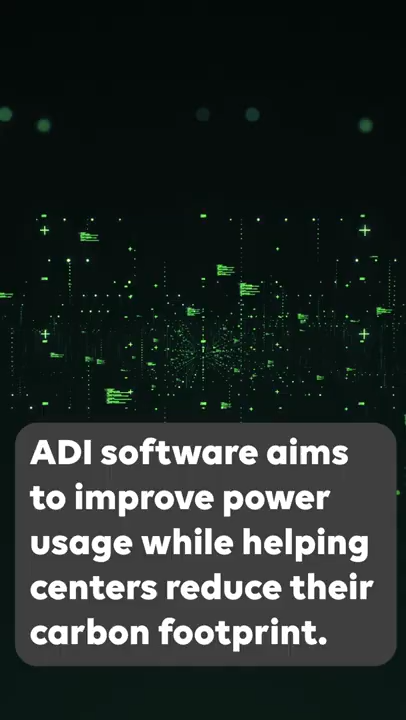 ADI software aims
to improve power
usage while helping
centers reduce their
carbon footprint.